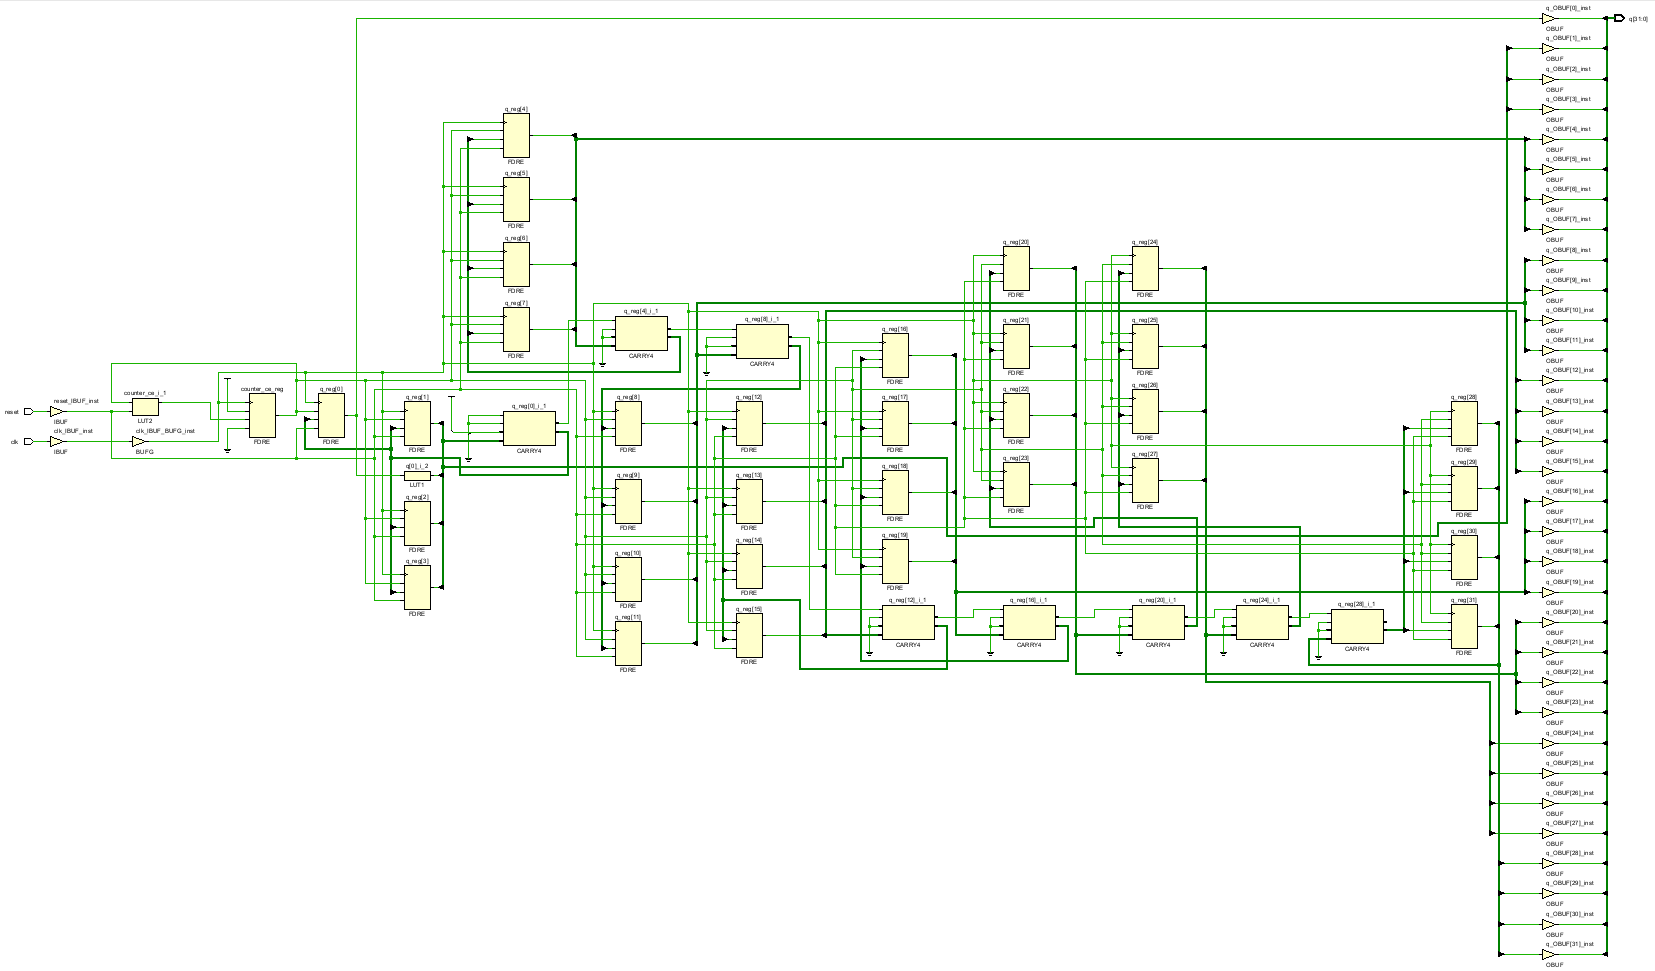 q_OBUF[0]_inst
OBUF
q[31:0]
q_OBUF[1]_inst
OBUF
q_OBUF[2]_inst
OBUF
q_OBUF[3]_inst
OBUF
q_OBUF[4]_inst
OBUF
q_OBUF[5]_inst
OBUF
q_OBUF[6]_inst
OBUF
q_OBUF[7]_inst
OBUF
q_OBUF[8]_inst
OBUF
q_OBUF[9]_inst
OBUF
q_OBUF[10]_inst
OBUF
q_OBUF[11]_inst
OBUF
q_OBUF[12]_inst
OBUF
q_OBUF[13]_inst
OBUF
q_OBUF[14]_inst
OBUF
q_OBUF[15]_inst
OBUF
q_OBUF[16]_inst
OBUF
q_OBUF[17]_inst
OBUF
q_OBUF[18]_inst
OBUF
q_OBUF[19]_inst
OBUF
q_OBUF[20]_inst
OBUF
q_OBUF[21]_inst
OBUF
q_OBUF[22]_inst
OBUF
q_OBUF[23]_inst
OBUF
q_OBUF[24]_inst
OBUF
q_OBUF[25]_inst
OBUF
q_OBUF[26]_inst
OBUF
q_OBUF[27]_inst
OBUF
q_OBUF[28]_inst
OBUF
q_OBUF[29]_inst
OBUF
q_OBUF[30]_inst
OBUF
q_OBUF[31]_inst
OBUF
reset
reset_IBUF_inst
IBUF
clk
clk_IBUF_inst
IBUF
counter_ce_i_1
LUT2
clk_IBUF_BUFG_inst
BUFG
counter_ce_reg
FDRE
q_reg[0]
FDRE
q_reg[1]
FDRE
q[0]_i_2
LUT1
q_reg[2]
FDRE
q_reg[3]
FDRE
q_reg[4]
FDRE
q_reg[5]
FDRE
q_reg[6]
FDRE
q_reg[7]
FDRE
q_reg[0]_i_1
CARRY4
q_reg[4]_i_1
CARRY4
q_reg[8]
FDRE
q_reg[9]
FDRE
q_reg[10]
FDRE
q_reg[11]
FDRE
q_reg[8]_i_1
CARRY4
q_reg[12]
FDRE
q_reg[13]
FDRE
q_reg[14]
FDRE
q_reg[15]
FDRE
q_reg[16]
FDRE
q_reg[17]
FDRE
q_reg[18]
FDRE
q_reg[19]
FDRE
q_reg[12]_i_1
CARRY4
q_reg[20]
FDRE
q_reg[21]
FDRE
q_reg[22]
FDRE
q_reg[23]
FDRE
q_reg[16]_i_1
CARRY4
q_reg[24]
FDRE
q_reg[25]
FDRE
q_reg[26]
FDRE
q_reg[27]
FDRE
q_reg[20]_i_1
CARRY4
q_reg[24]_i_1
CARRY4
q_reg[28]_i_1
CARRY4
q_reg[28]
FDRE
q_reg[29]
FDRE
q_reg[30]
FDRE
q_reg[31]
FDRE